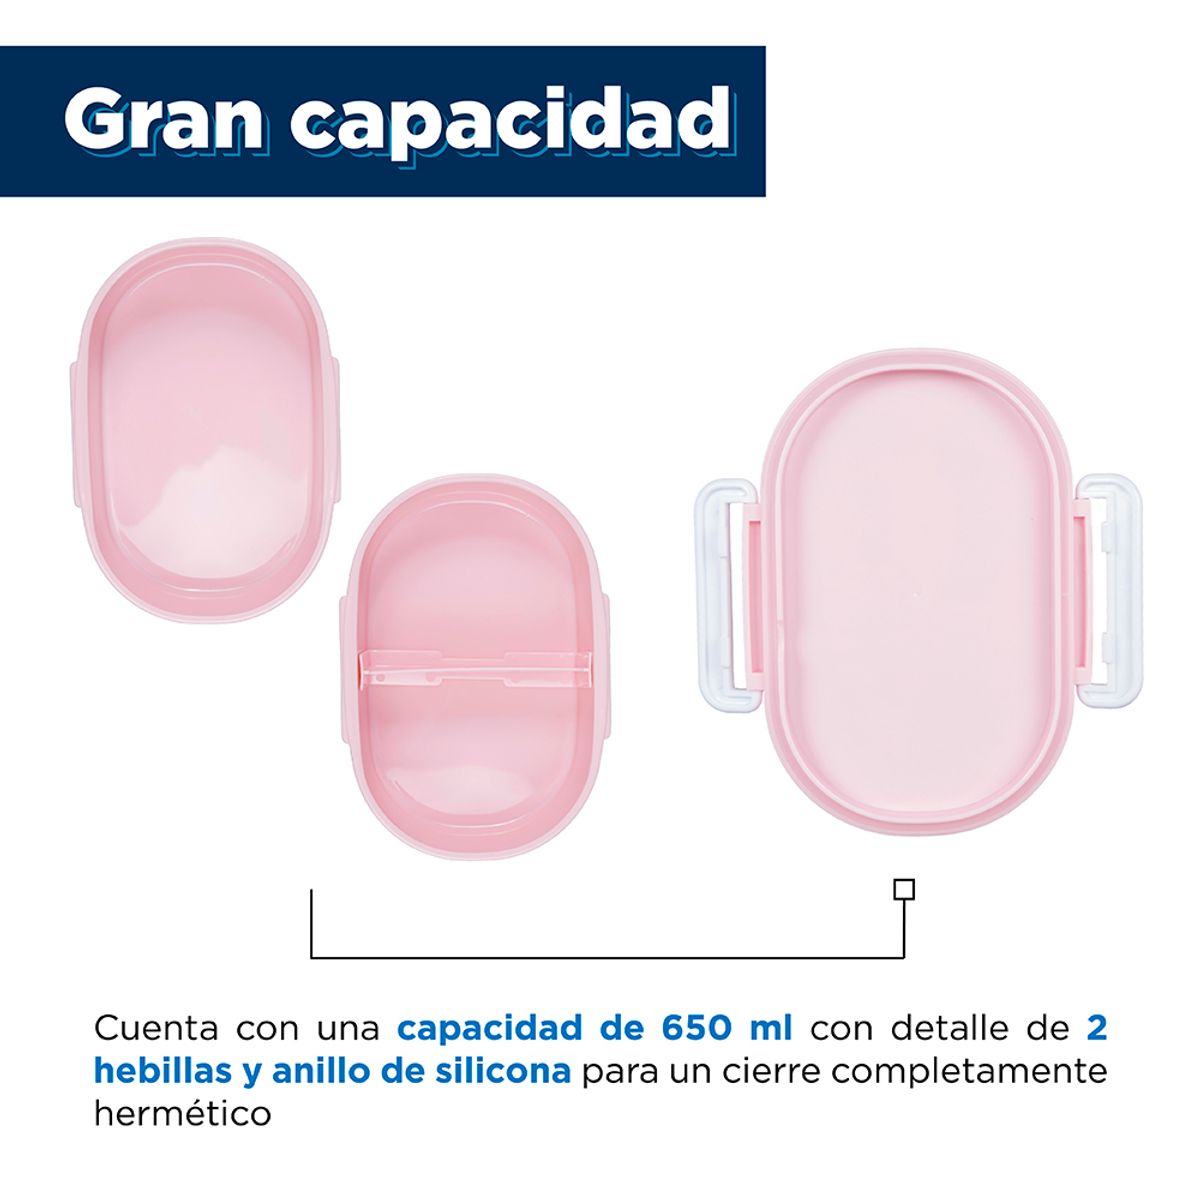 Gran capacidad
Cuenta con una capacidad de 650 ml con detalle de 2
hebillas y anillo de silicona para un cierre completamente
hermético